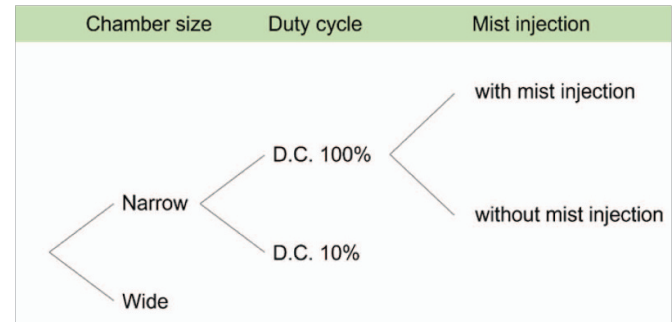 Chamber size Duty cycle Mist injection
with mist injection
D.C. 100%
Narrow
without mist injection
D.C. 10%
Wide